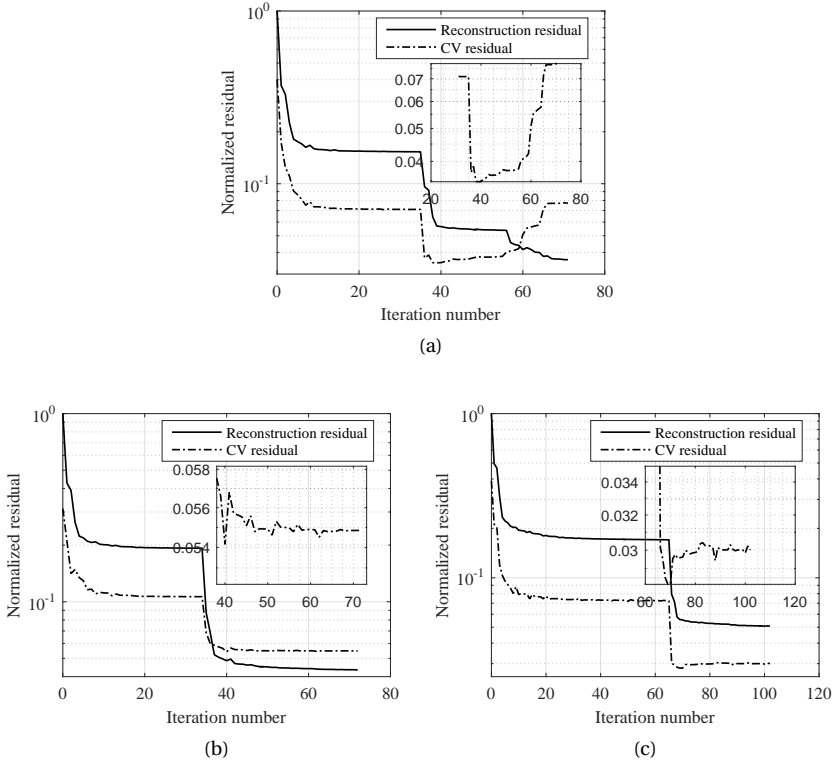 10^0
10^-1
Normalized residual
Reconstruction residual
CV residual
0.07
0.06
0.05
0.04
20 40 60 80
0 20 40 60 80
Iteration number
(a)
10^0
10^-1
Normalized residual
Reconstruction residual
CV residual
0.058
0.056
0.054
40 50 60 70
0 20 40 60 80
Iteration number
(b)
10^0
10^-1
Normalized residual
Reconstruction residual
CV residual
0.034
0.032
0.030
0.03
60 80 100 120
0 20 40 60 80 100 120
Iteration number
(c)